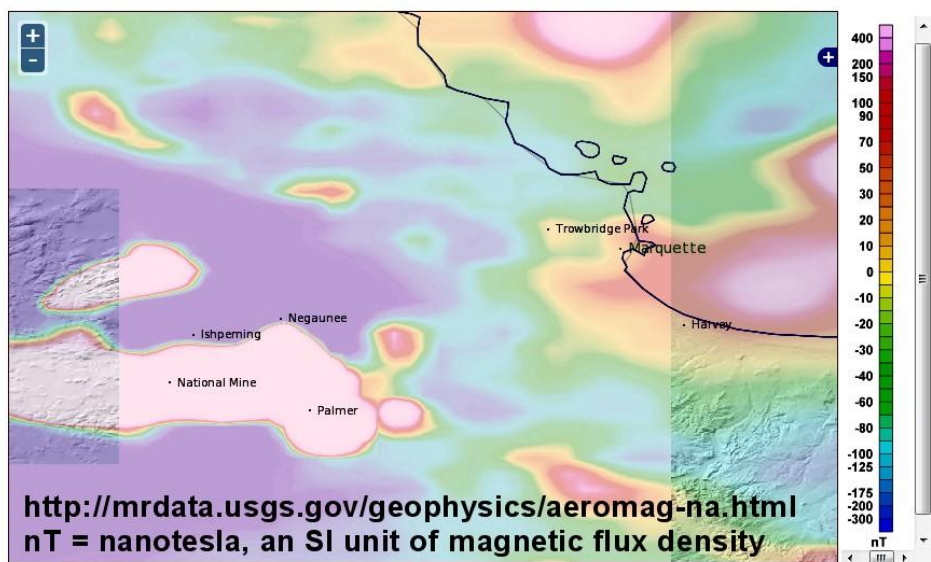 +
-
+
Trowbridge Park
Marquette
Negaunee
Harvey
Ishpeming
National Mine
Palmer
http://mrdata.usgs.gov/geophysics/aeromag-na.html
nT = nanotesla, an SI unit of magnetic flux density
400
200
150
100
90
70
50
30
20
10
0
-10
-20
-30
-40
-60
-80
-100
-125
-175
-200
-300
nT